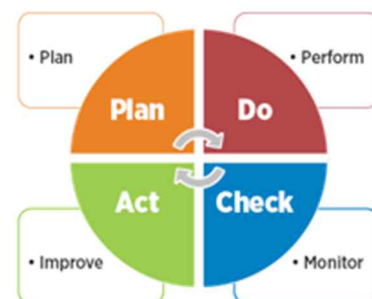 • Plan
• Perform
Plan
Do
Act
Check
• Improve
• Monitor